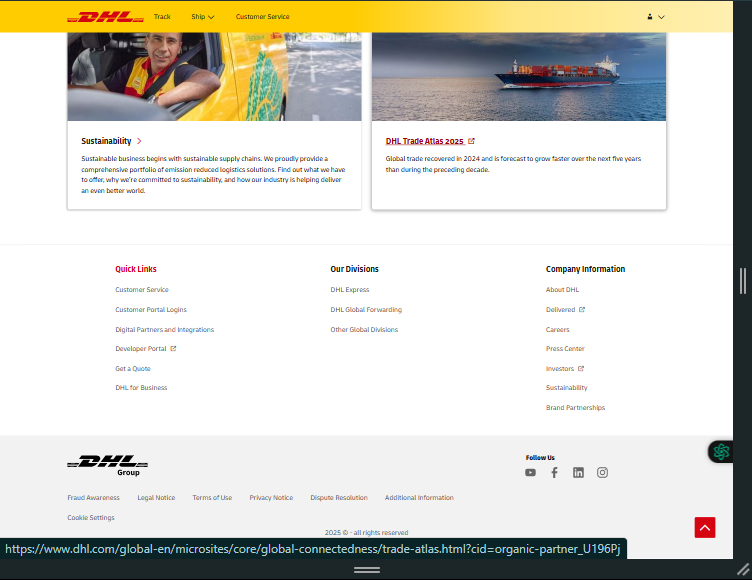 DHL
Track
Ship
Customer Service
Sustainability
Sustainable business begins with sustainable supply chains. We proudly provide a
comprehensive portfolio of emission reduced logistics solutions. Find out what we have
to offer, why we're committed to sustainability, and how our industry is helping deliver
an even better world.
DHL Trade Atlas 2025
Global trade recovered in 2024 and is forecast to grow faster over the next five years
than during the preceding decade.
Quick Links
Customer Service
Customer Portal Logins
Digital Partners and Integrations
Developer Portal
Get a Quote
DHL for Business
Our Divisions
DHL Express
DHL Global Forwarding
Other Global Divisions
Company Information
About DHL
Delivered
Careers
Press Center
Investors
Sustainability
Brand Partnerships
DHL
Group
Follow Us
Fraud Awareness
Legal Notice
Terms of Use
Privacy Notice
Dispute Resolution
Additional Information
Cookie Settings
2025 © - all rights reserved
https://www.dhl.com/global-en/microsites/core/global-connectedness/trade-atlas.html?cid=organic-partner_U196Pj